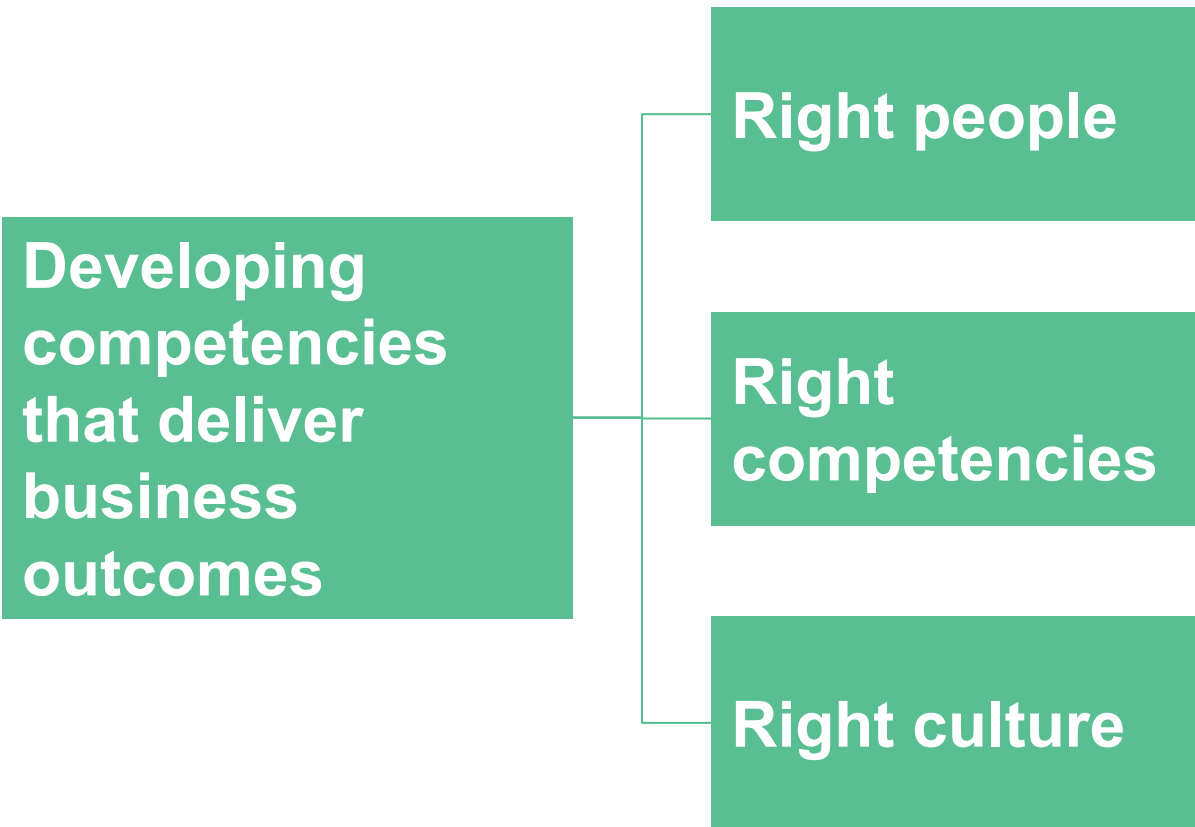 Developing
competencies
that deliver
business
outcomes
Right people
Right
competencies
Right culture